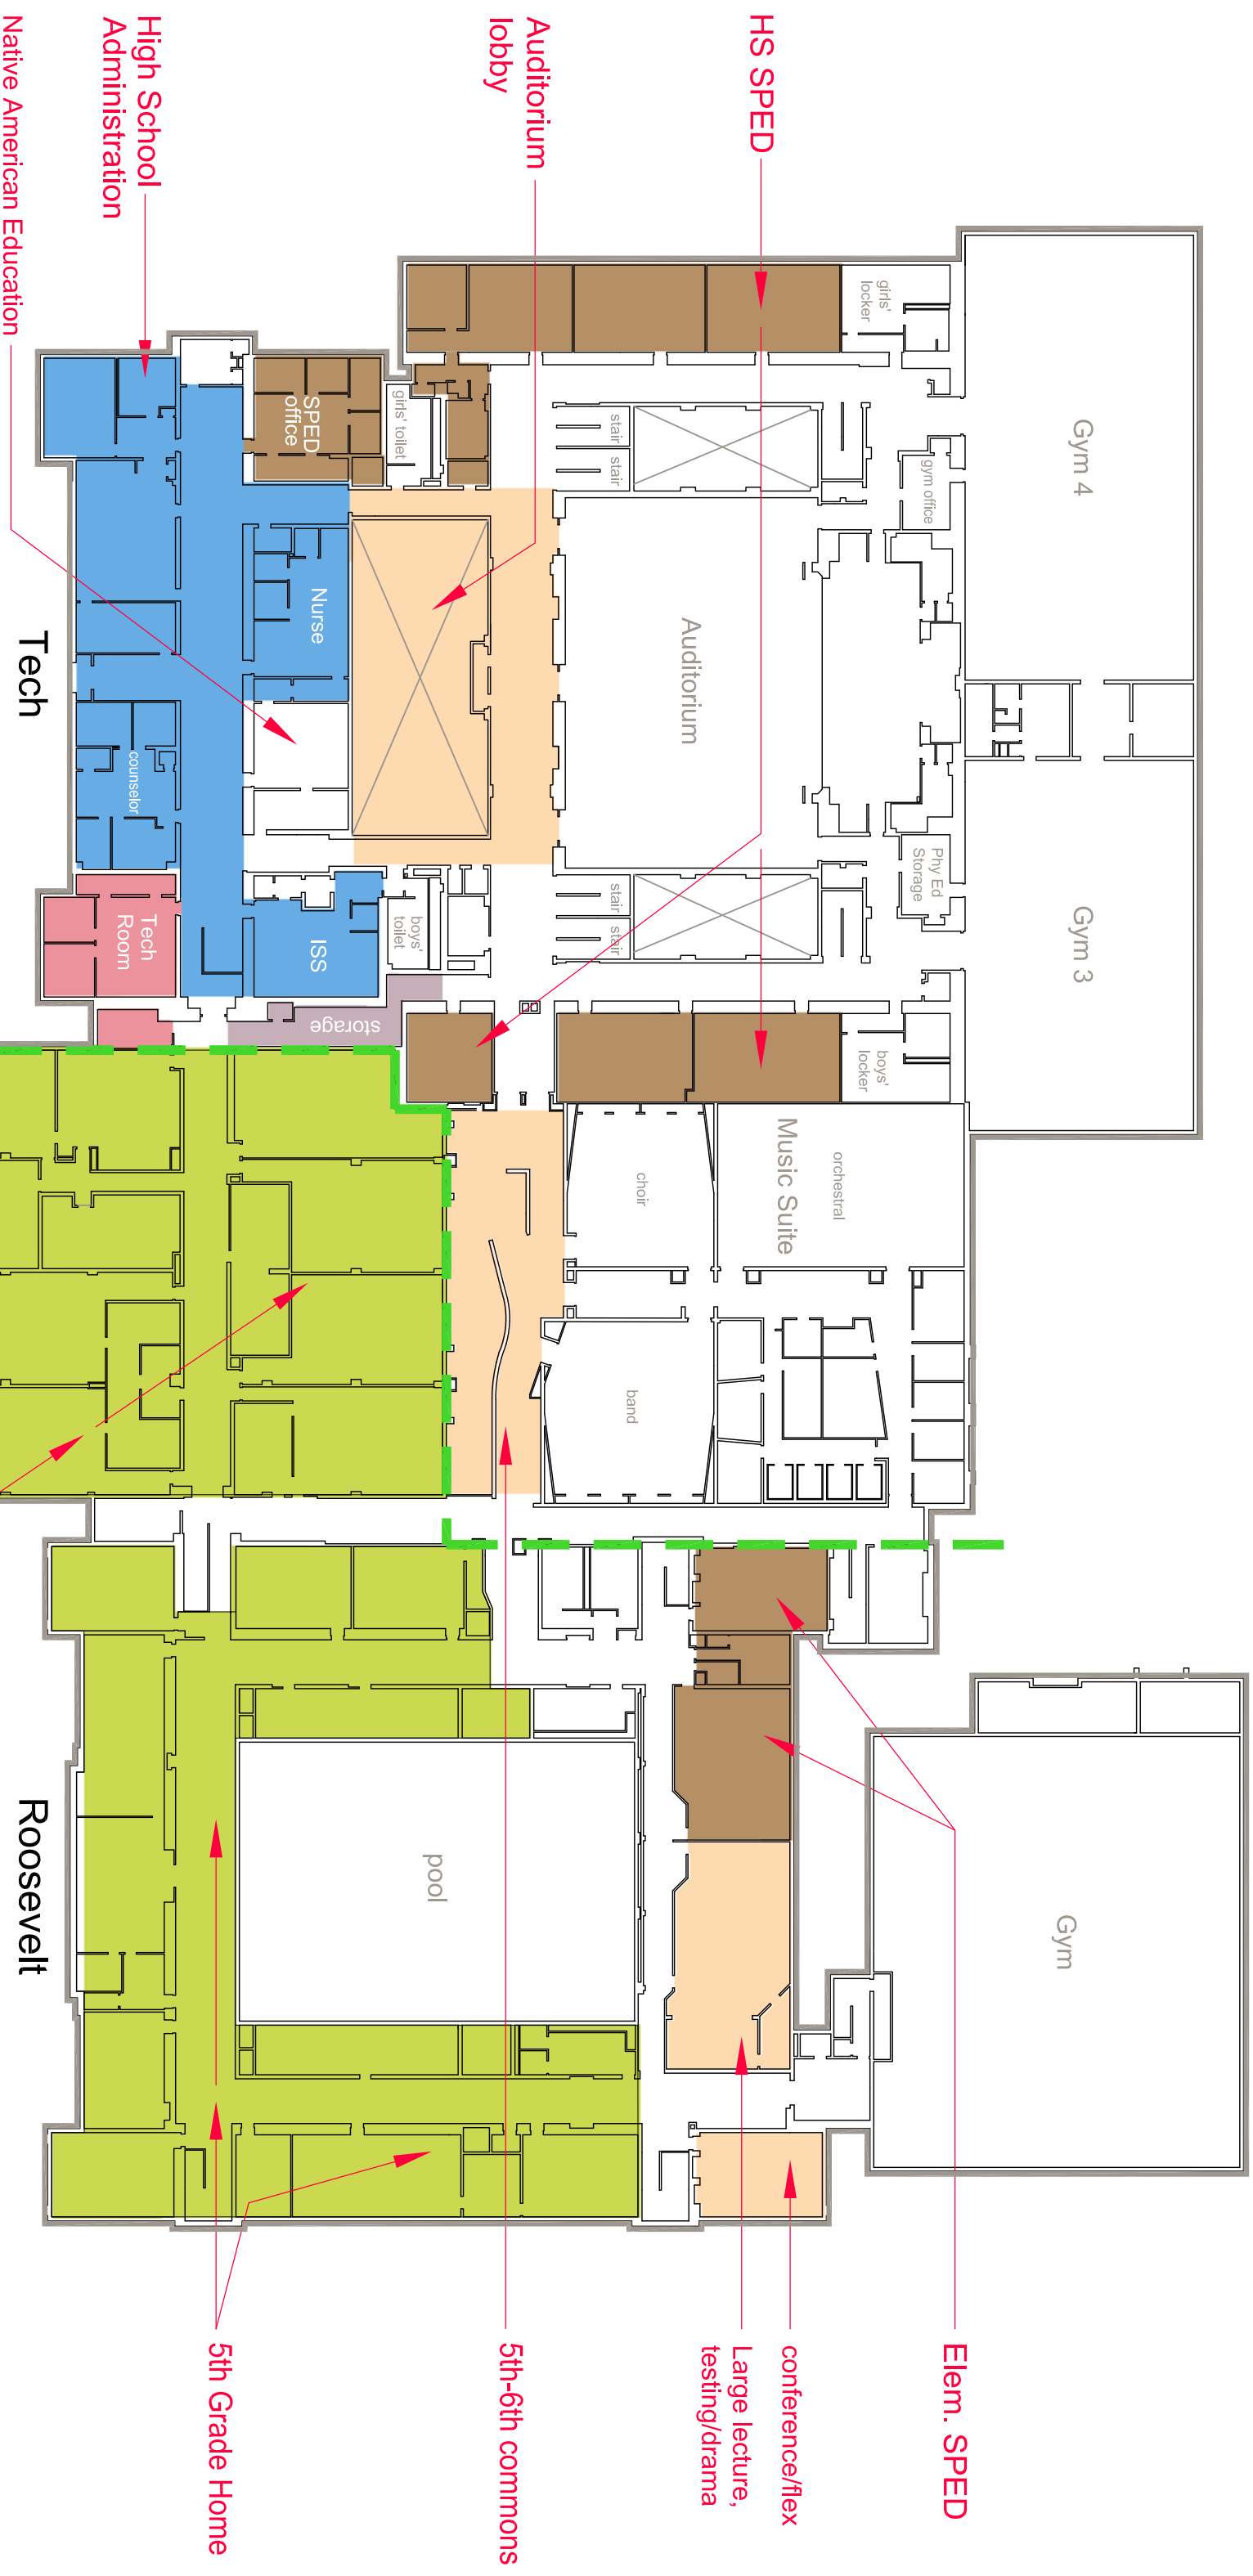 HS SPED
Auditorium
lobby
High School
Administration
Native American Education
Gym 4
Gym 3
girls'
locker
gym office
stair
stair
girls' toilet
SPED
office
Auditorium
Nurse
counselor
Tech
Phy Ed
Storage
stair
stair
boys'
toilet
ISS
Tech
Room
storage
boys'
locker
Music Suite
orchestral
choir
band
pool
Gym
Roosevelt
Elem. SPED
conference/flex
Large lecture,
testing/drama
5th-6th commons
5th Grade Home